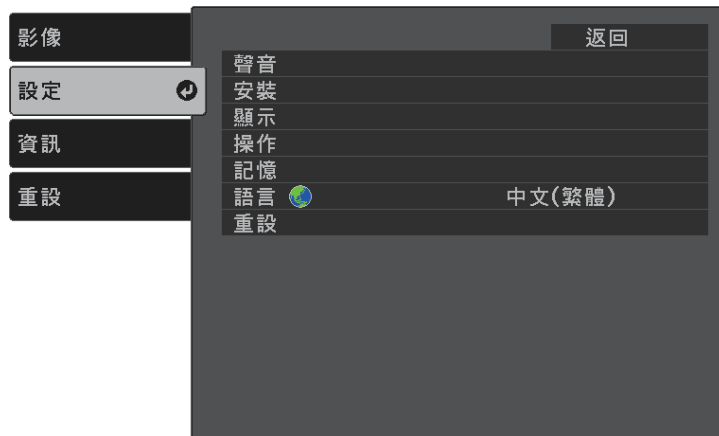 影像
設定
資訊
重設
返回
聲音
安裝
顯示
操作
記憶
語言 中文(繁體)
重設